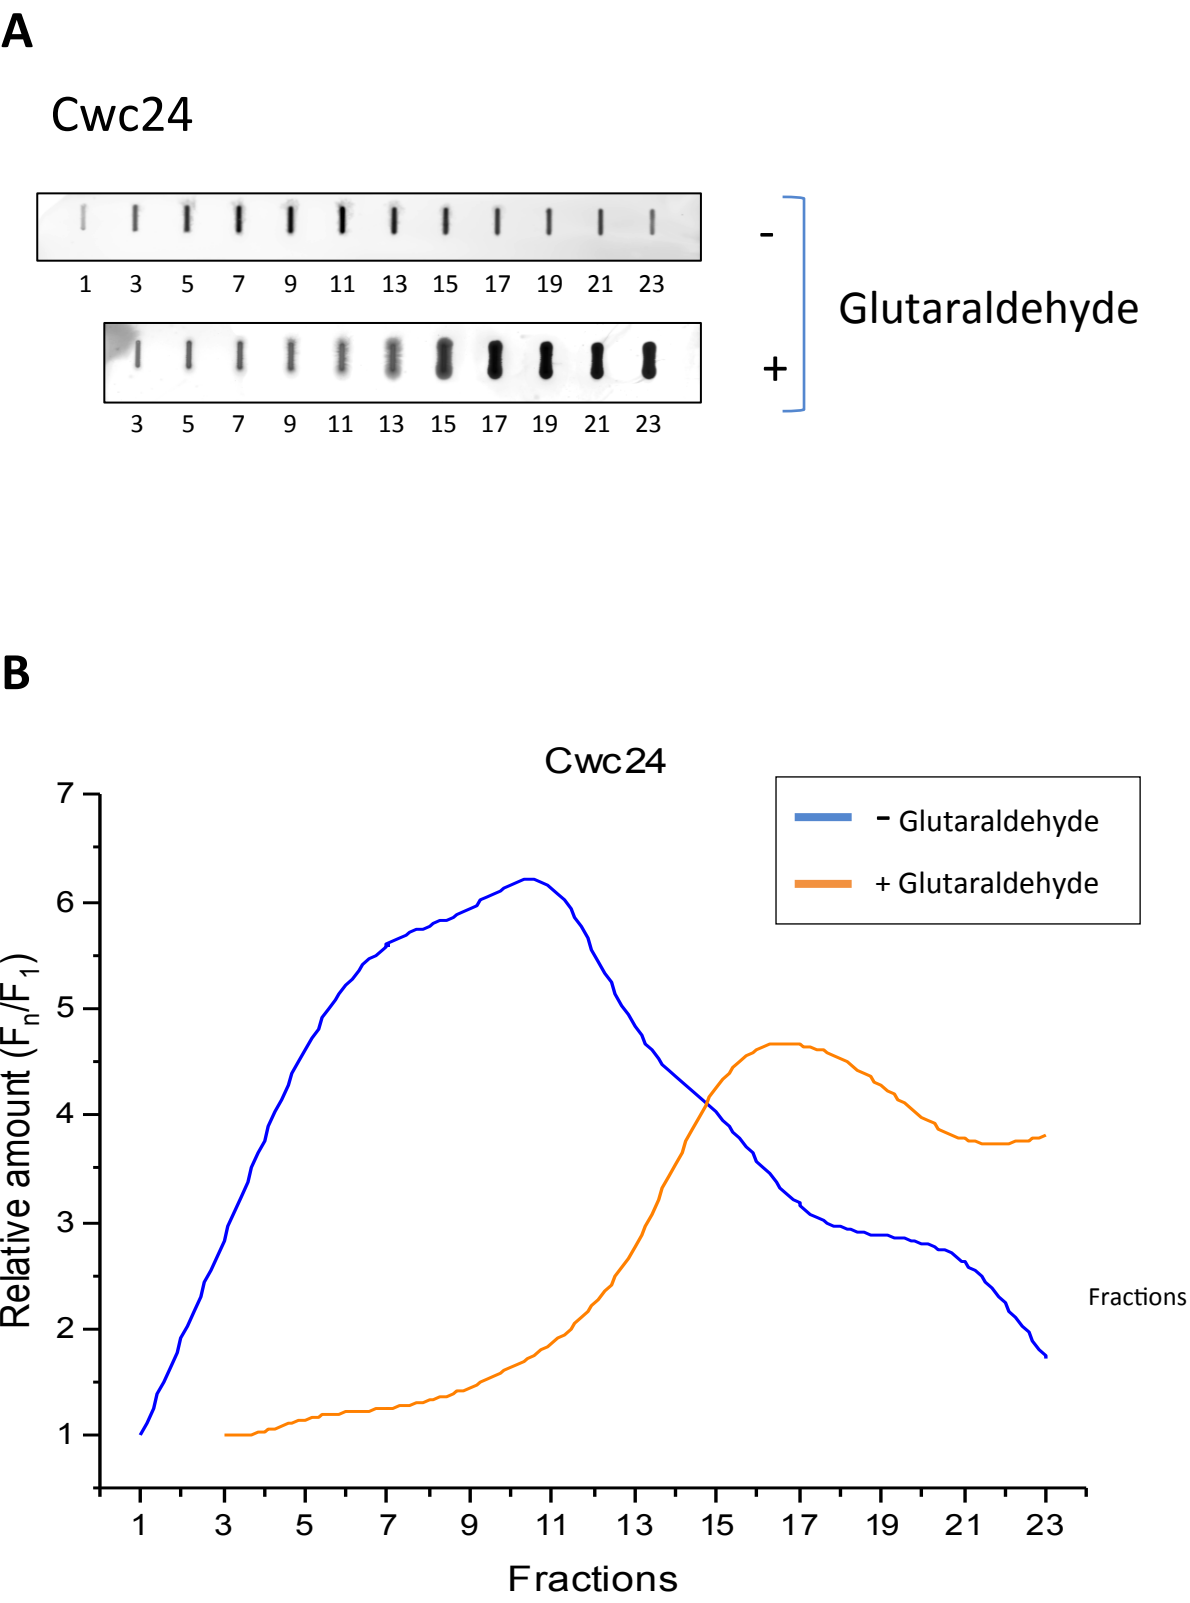 A
Cwc24
-
1 3 5 7 9 11 13 15 17 19 21 23
Glutaraldehyde
+
3 5 7 9 11 13 15 17 19 21 23
B
Cwc24
7
6
5
4
3
2
1
Relative amount (Fn/F1)
- Glutaraldehyde
+ Glutaraldehyde
Fractions
1 3 5 7 9 11 13 15 17 19 21 23
Fractions